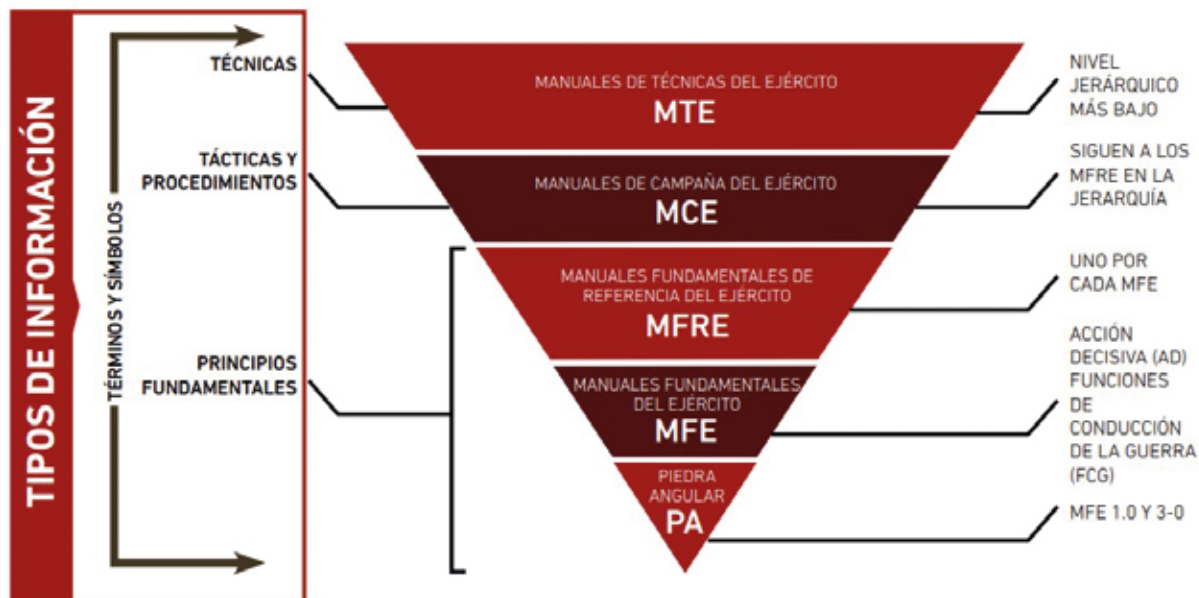 TIPOS DE INFORMACIÓN
TÉRMINOS Y SÍMBOLOS
TÉCNICAS
TÁCTICAS Y
PROCEDIMIENTOS
PRINCIPIOS
FUNDAMENTALES
MANUALES DE TÉCNICAS DEL EJÉRCITO
MTE
MANUALES DE CAMPAÑA DEL EJÉRCITO
MCE
MANUALES FUNDAMENTALES DE
REFERENCIA DEL EJÉRCITO
MFRE
MANUALES FUNDAMENTALES
DEL EJÉRCITO
MFE
PIEDRA
ANGULAR
PA
NIVEL
JERÁRQUICO
MÁS BAJO
SIGUEN A LOS
MFRE EN LA
JERARQUÍA
UNO POR
CADA MFE
ACCIÓN
DECISIVA (AD)
FUNCIONES
DE
CONDUCCIÓN
DE LA GUERRA
(FCG)
MFE 1.0 Y 3-0